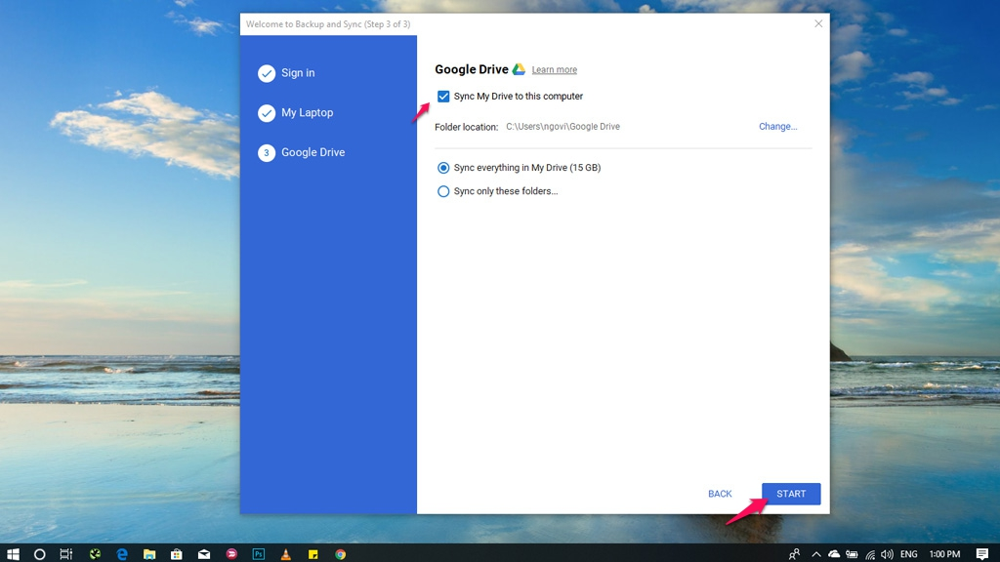 Welcome to Backup and Sync (Step 3 of 3)
Sign in
My Laptop
3 Google Drive
Google Drive Learn more
Sync My Drive to this computer
Folder location: C:\Users\ngovi\Google Drive Change...
Sync everything in My Drive (15 GB)
Sync only these folders...
BACK START
Ps ENG 1:00 PM